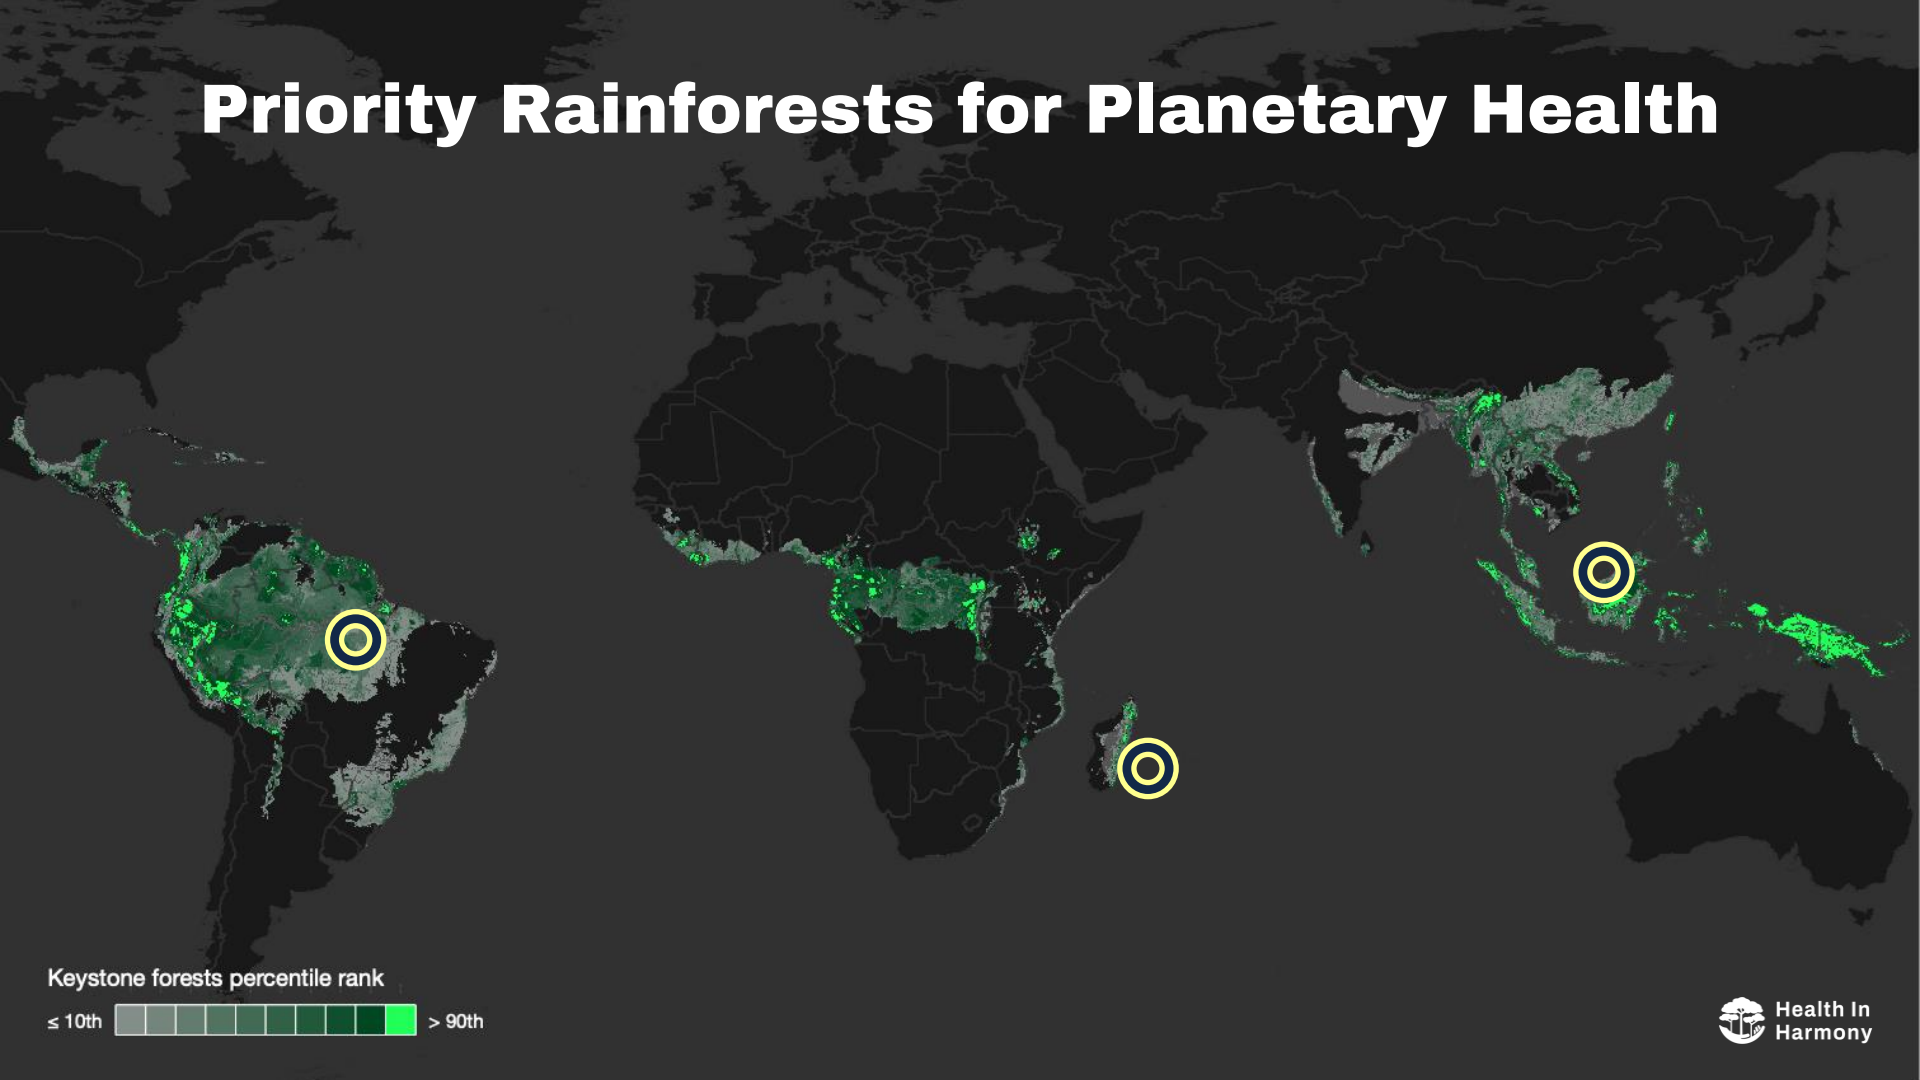 Priority Rainforests for Planetary Health
Keystone forests percentile rank
≤ 10th
> 90th
Health In
Harmony